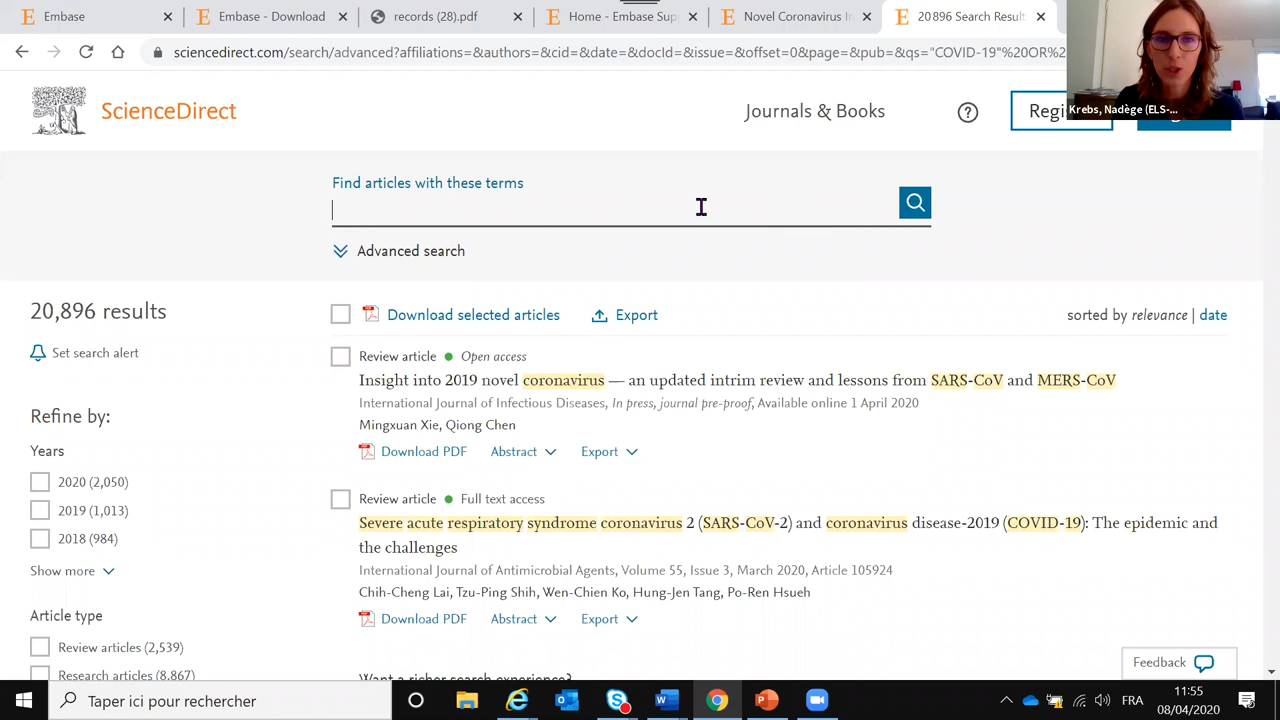 Embase
Embase - Download
records (28).pdf
Home - Embase Sup
Novel Coronavirus I
20896 Search Result
sciencedirect.com/search/advanced?affiliations=&authors=&cid=&date=&docId=&issue=&offset=0&page=&pub=&qs="COVID-19"%20OR%2
ScienceDirect
Journals & Books
Regi
Krebs, Nadège (ELS-...
Find articles with these terms
Advanced search
20,896 results
Set search alert
Download selected articles
Export
sorted by relevance | date
Review article
Open access
Insight into 2019 novel coronavirus — an updated intrim review and lessons from SARS-CoV and MERS-CoV
International Journal of Infectious Diseases, In press, journal pre-proof, Available online 1 April 2020
Mingxuan Xie, Qiong Chen
Download PDF
Abstract
Export
Refine by:
Years
2020 (2,050)
2019 (1,013)
2018 (984)
Show more
Review article
Full text access
Severe acute respiratory syndrome coronavirus 2 (SARS-CoV-2) and coronavirus disease-2019 (COVID-19): The epidemic and
the challenges
International Journal of Antimicrobial Agents, Volume 55, Issue 3, March 2020, Article 105924
Chih-Cheng Lai, Tzu-Ping Shih, Wen-Chien Ko, Hung-Jen Tang, Po-Ren Hsueh
Download PDF
Abstract
Export
Article type
Review articles (2,539)
Research articles (8,867)
Want a richer search experience?
Feedback
Taper ici pour rechercher
FRA
11:55
08/04/2020